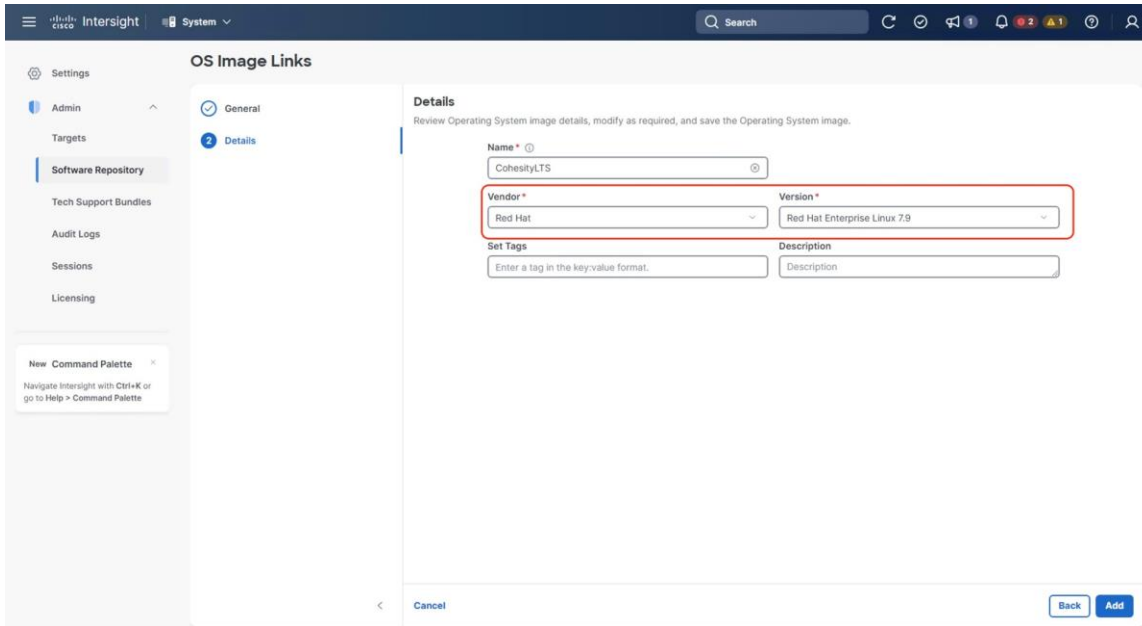 cisco Intersight
System
Search
1
2
1
Settings
Admin
Targets
Software Repository
Tech Support Bundles
Audit Logs
Sessions
Licensing
New Command Palette
Navigate Intersight with Ctrl+K or
go to Help > Command Palette
OS Image Links
General
2 Details
Details
Review Operating System image details, modify as required, and save the Operating System image.
Name *
CohesityLTS
Vendor * Version *
Red Hat Red Hat Enterprise Linux 7.9
Set Tags Description
Enter a tag in the key:value format. Description
Cancel Back Add